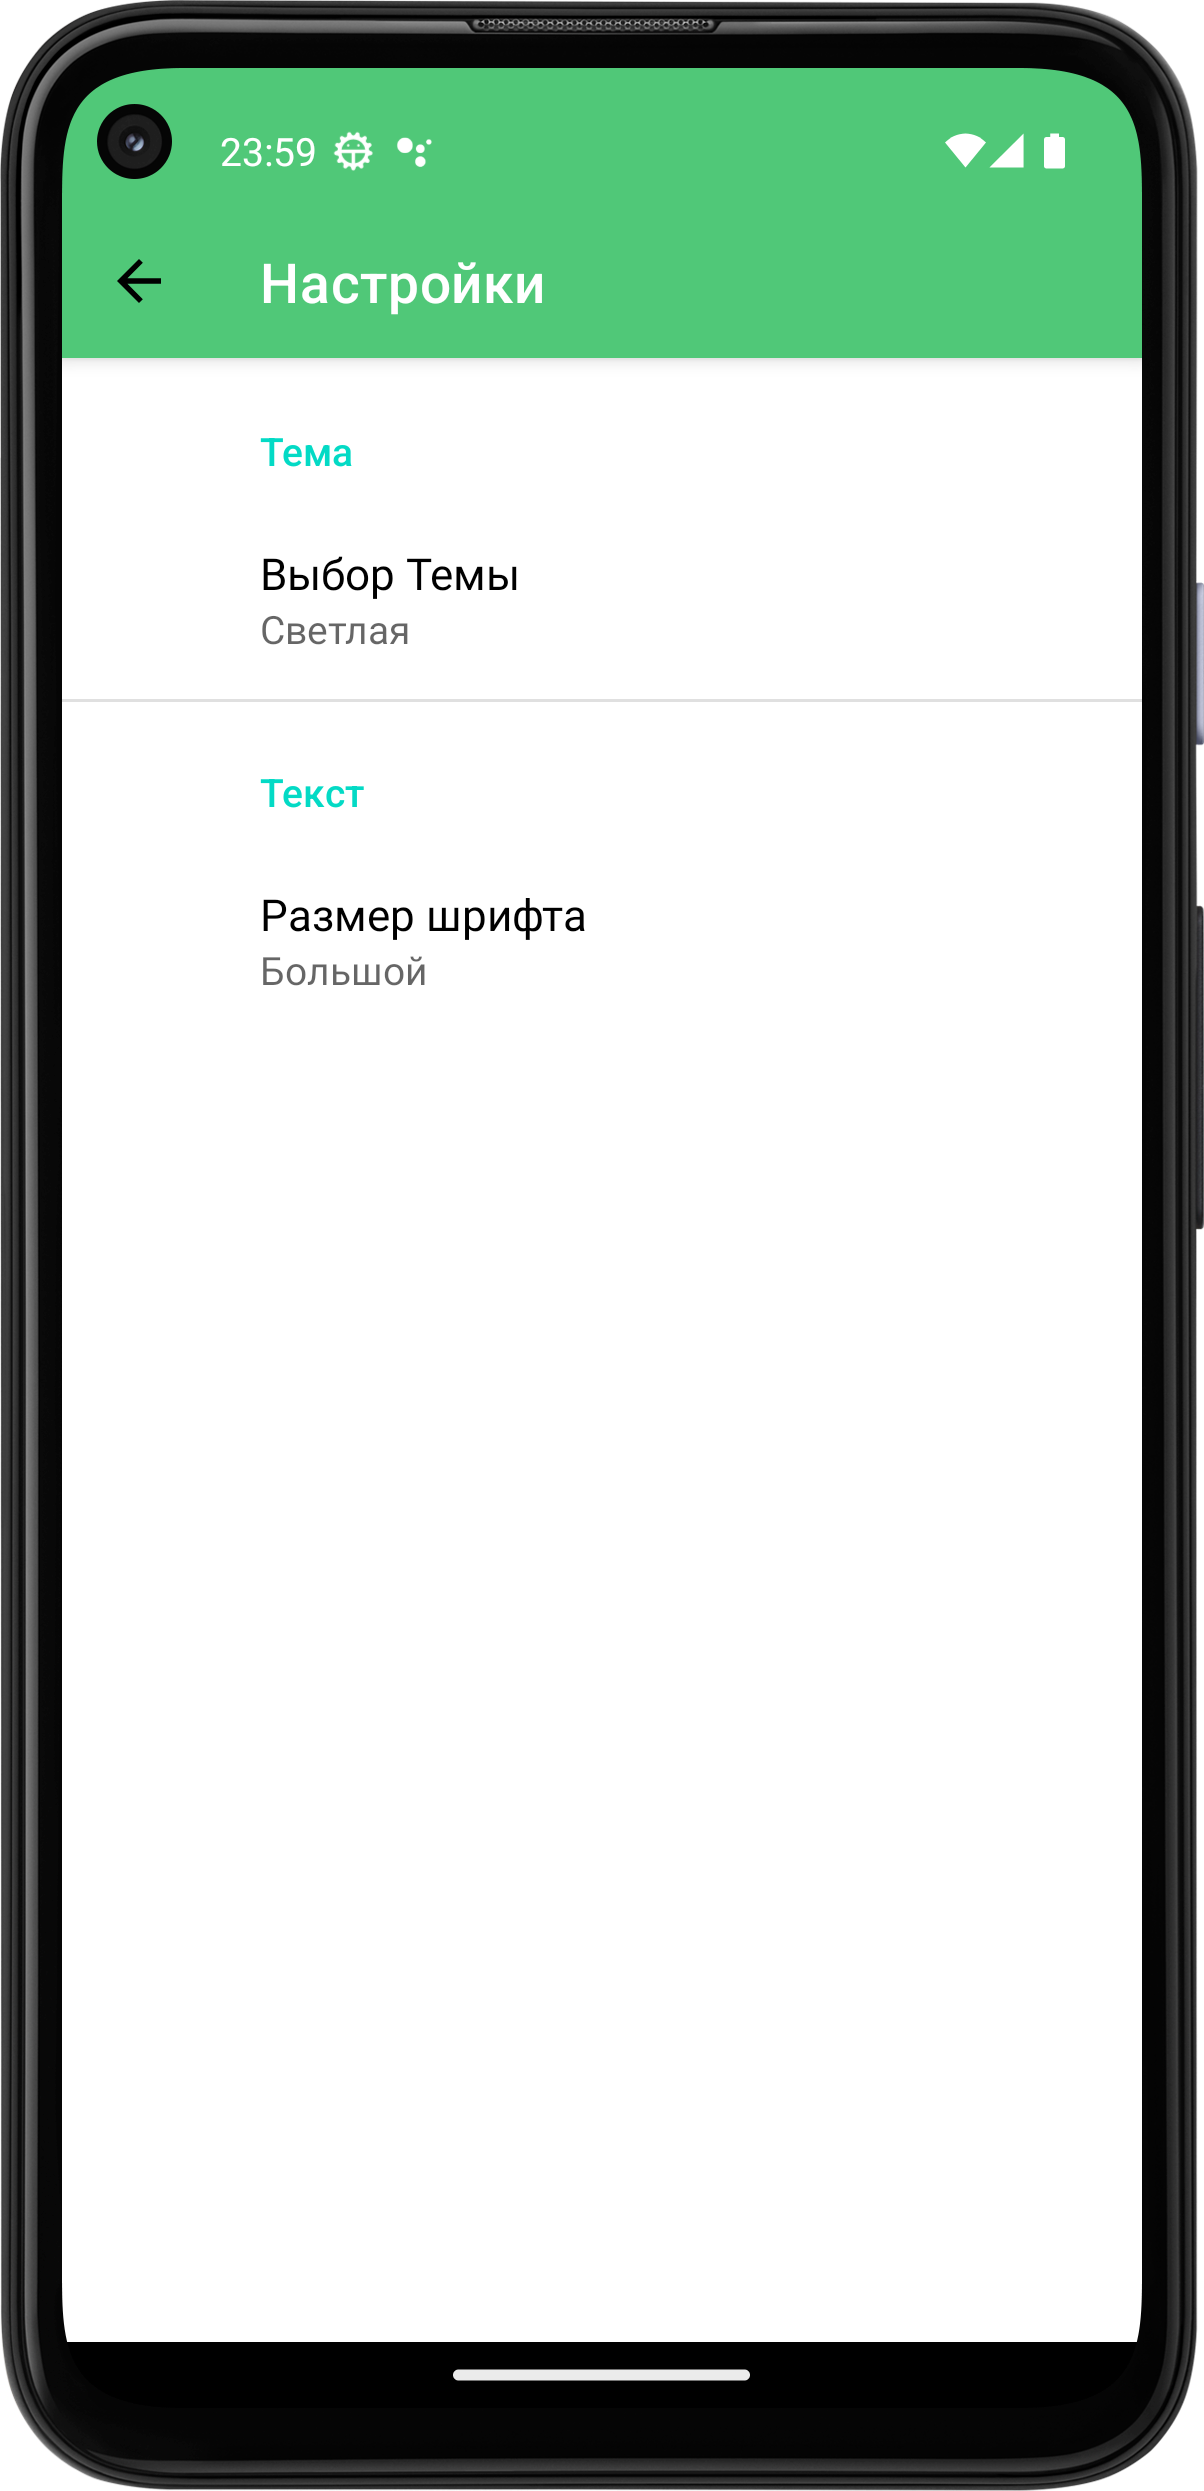 23:59
Настройки
Тема
Выбор Темы
Светлая
Текст
Размер шрифта
Большой